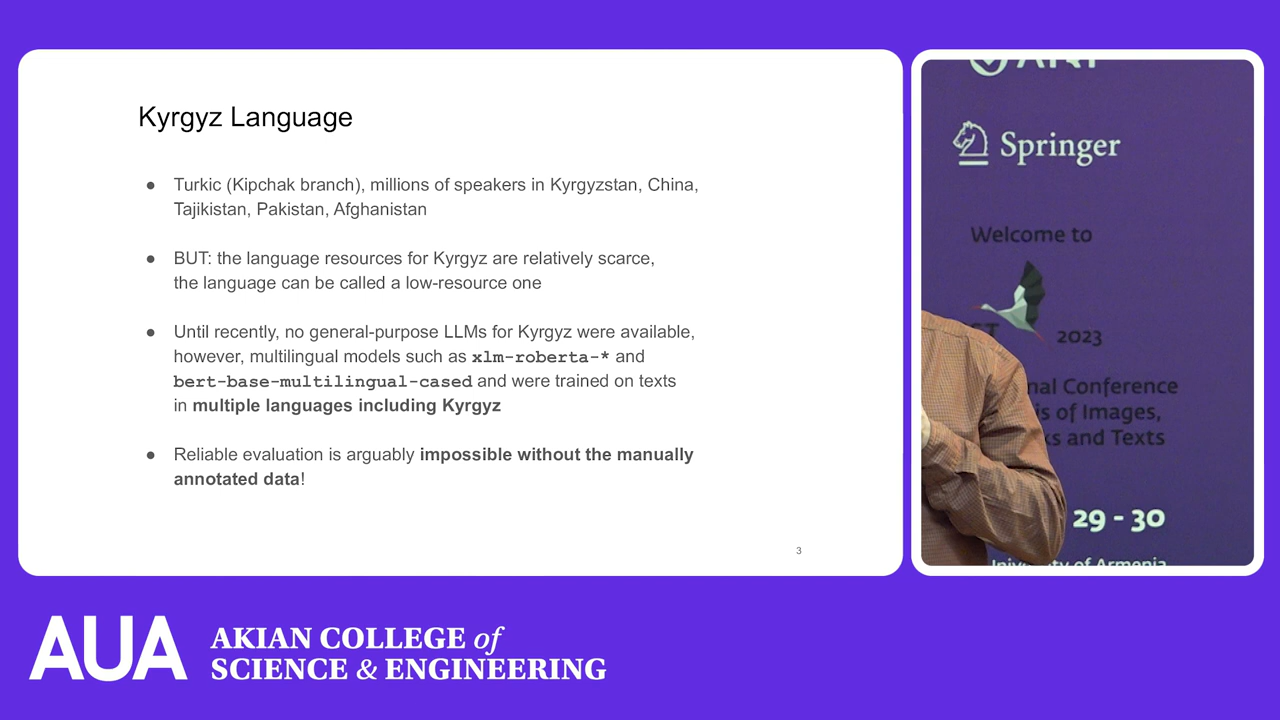 Kyrgyz Language
● Turkic (Kipchak branch), millions of speakers in Kyrgyzstan, China,
Tajikistan, Pakistan, Afghanistan
● BUT: the language resources for Kyrgyz are relatively scarce,
the language can be called a low-resource one
● Until recently, no general-purpose LLMs for Kyrgyz were available,
however, multilingual models such as xlm-roberta-* and
bert-base-multilingual-cased and were trained on texts
in multiple languages including Kyrgyz
● Reliable evaluation is arguably impossible without the manually
annotated data!
3
Springer
Welcome to
ST 2023
nal Conference
is of Images,
ks and Texts
29 - 30
University of Armenia
AUA AKIAN COLLEGE of
SCIENCE & ENGINEERING